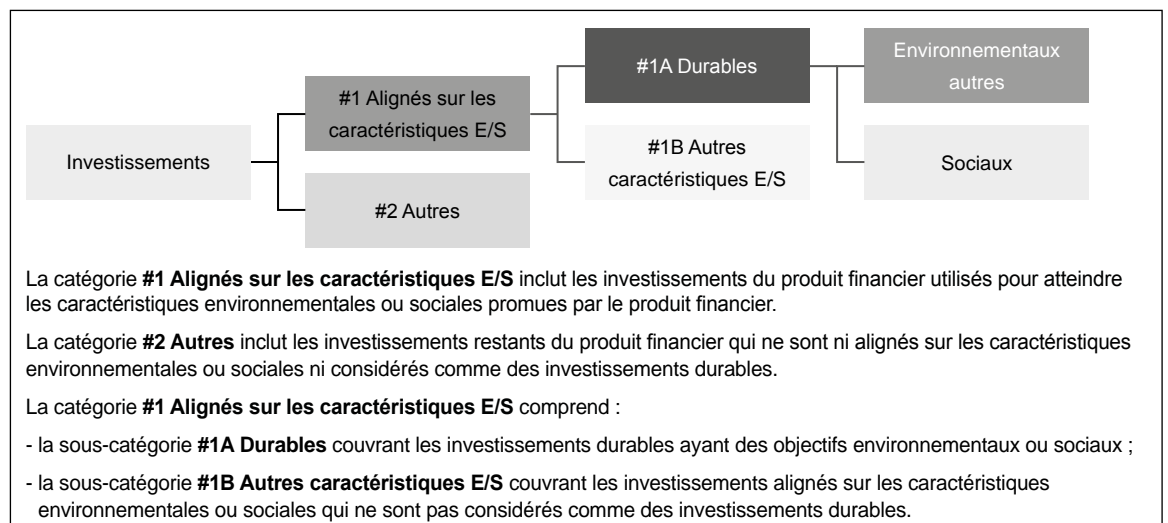 Investissements
#1 Alignés sur les
caractéristiques E/S
#2 Autres
#1A Durables
#1B Autres
caractéristiques E/S
Environnementaux
autres
Sociaux
La catégorie #1 Alignés sur les caractéristiques E/S inclut les investissements du produit financier utilisés pour atteindre
les caractéristiques environnementales ou sociales promues par le produit financier.
La catégorie #2 Autres inclut les investissements restants du produit financier qui ne sont ni alignés sur les caractéristiques
environnementales ou sociales ni considérés comme des investissements durables.
La catégorie #1 Alignés sur les caractéristiques E/S comprend :
- la sous-catégorie #1A Durables couvrant les investissements durables ayant des objectifs environnementaux ou sociaux ;
- la sous-catégorie #1B Autres caractéristiques E/S couvrant les investissements alignés sur les caractéristiques
environnementales ou sociales qui ne sont pas considérés comme des investissements durables.